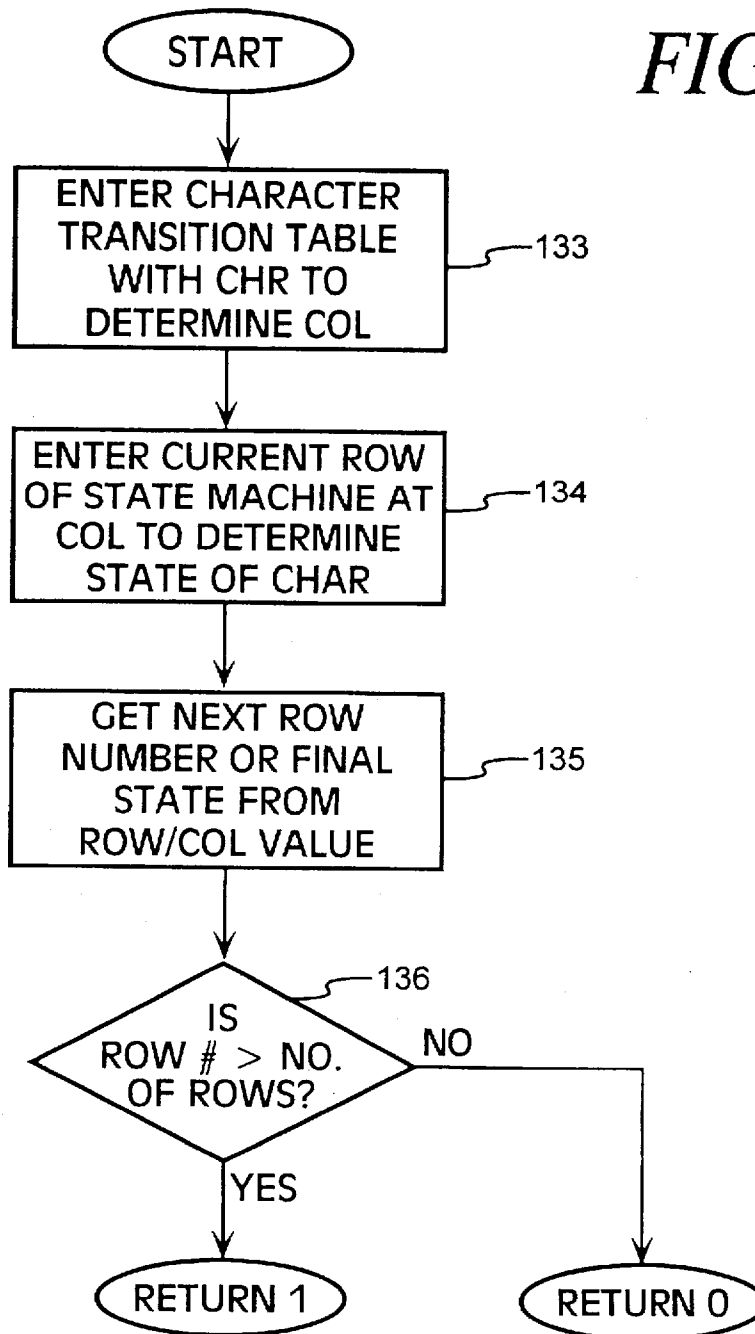 START
FIG
ENTER CHARACTER
TRANSITION TABLE
WITH CHR TO
DETERMINE COL
133
ENTER CURRENT ROW
OF STATE MACHINE AT
COL TO DETERMINE
STATE OF CHAR
134
GET NEXT ROW
NUMBER OR FINAL
STATE FROM
ROW/COL VALUE
135
136
IS
ROW # > NO.
OF ROWS?
NO
YES
RETURN 1
RETURN 0